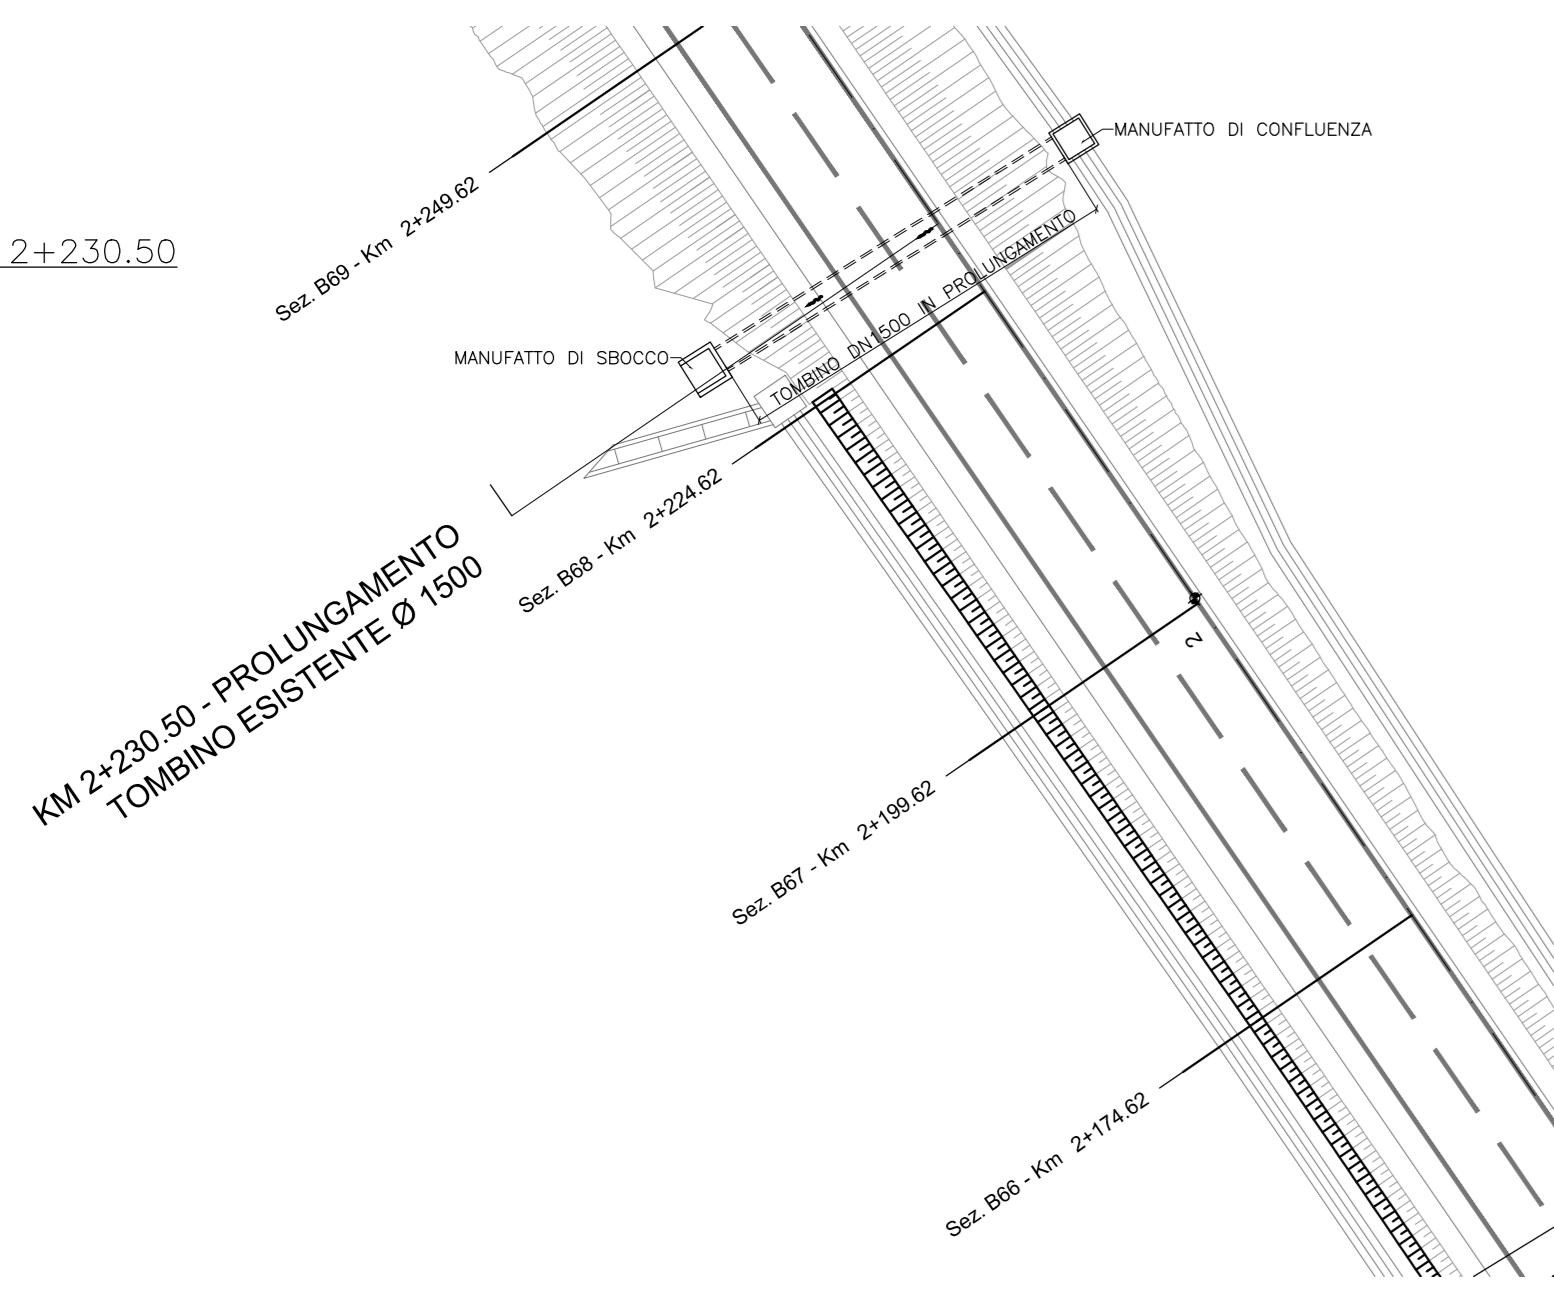 MANUFATTO DI CONFLUENZA
Sez. B69 - Km 2+249.62
2+230.50
TOMBINO DN1500 IN PROLUNGAMENTO
MANUFATTO DI SBOCCO
Sez. B68 - Km 2+224.62
KM 2+230.50 - PROLUNGAMENTO
TOMBINO ESISTENTE Ø 1500
2
Sez. B67 - Km 2+199.62
Sez. B66 - Km 2+174.62